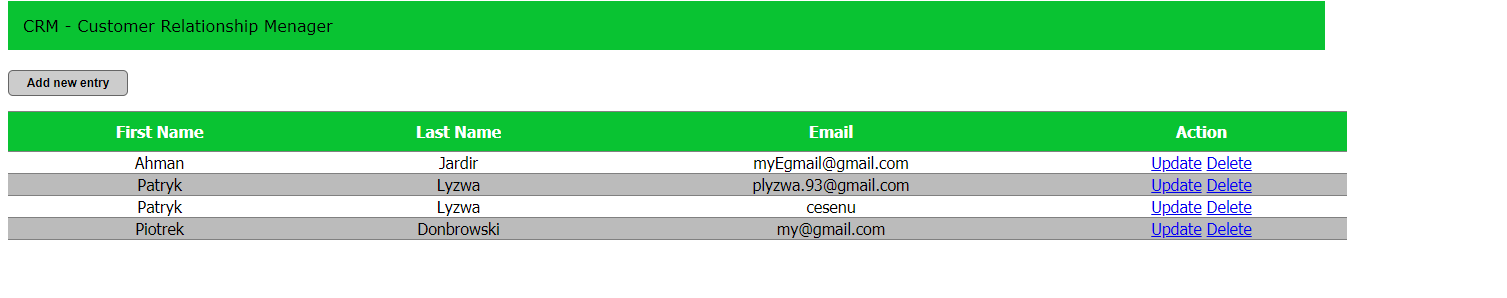 CRM - Customer Relationship Menager
Add new entry
First Name Last Name Email Action
Ahman Jardir myEgmail@gmail.com Update Delete
Patryk Lyzwa plyzwa.93@gmail.com Update Delete
Patryk Lyzwa cesenu Update Delete
Piotrek Donbrowski my@gmail.com Update Delete